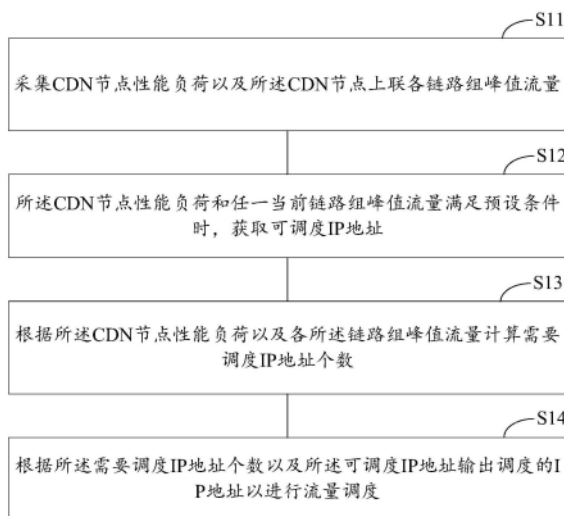 S11
采集CDN节点性能负荷以及所述CDN节点上联各链路组峰值流量
S12
所述CDN节点性能负荷和任一当前链路组峰值流量满足预设条件
时，获取可调度IP地址
S13
根据所述CDN节点性能负荷以及各所述链路组峰值流量计算需要
调度IP地址个数
S14
根据所述需要调度IP地址个数以及所述可调度IP地址输出调度的I
P地址以进行流量调度